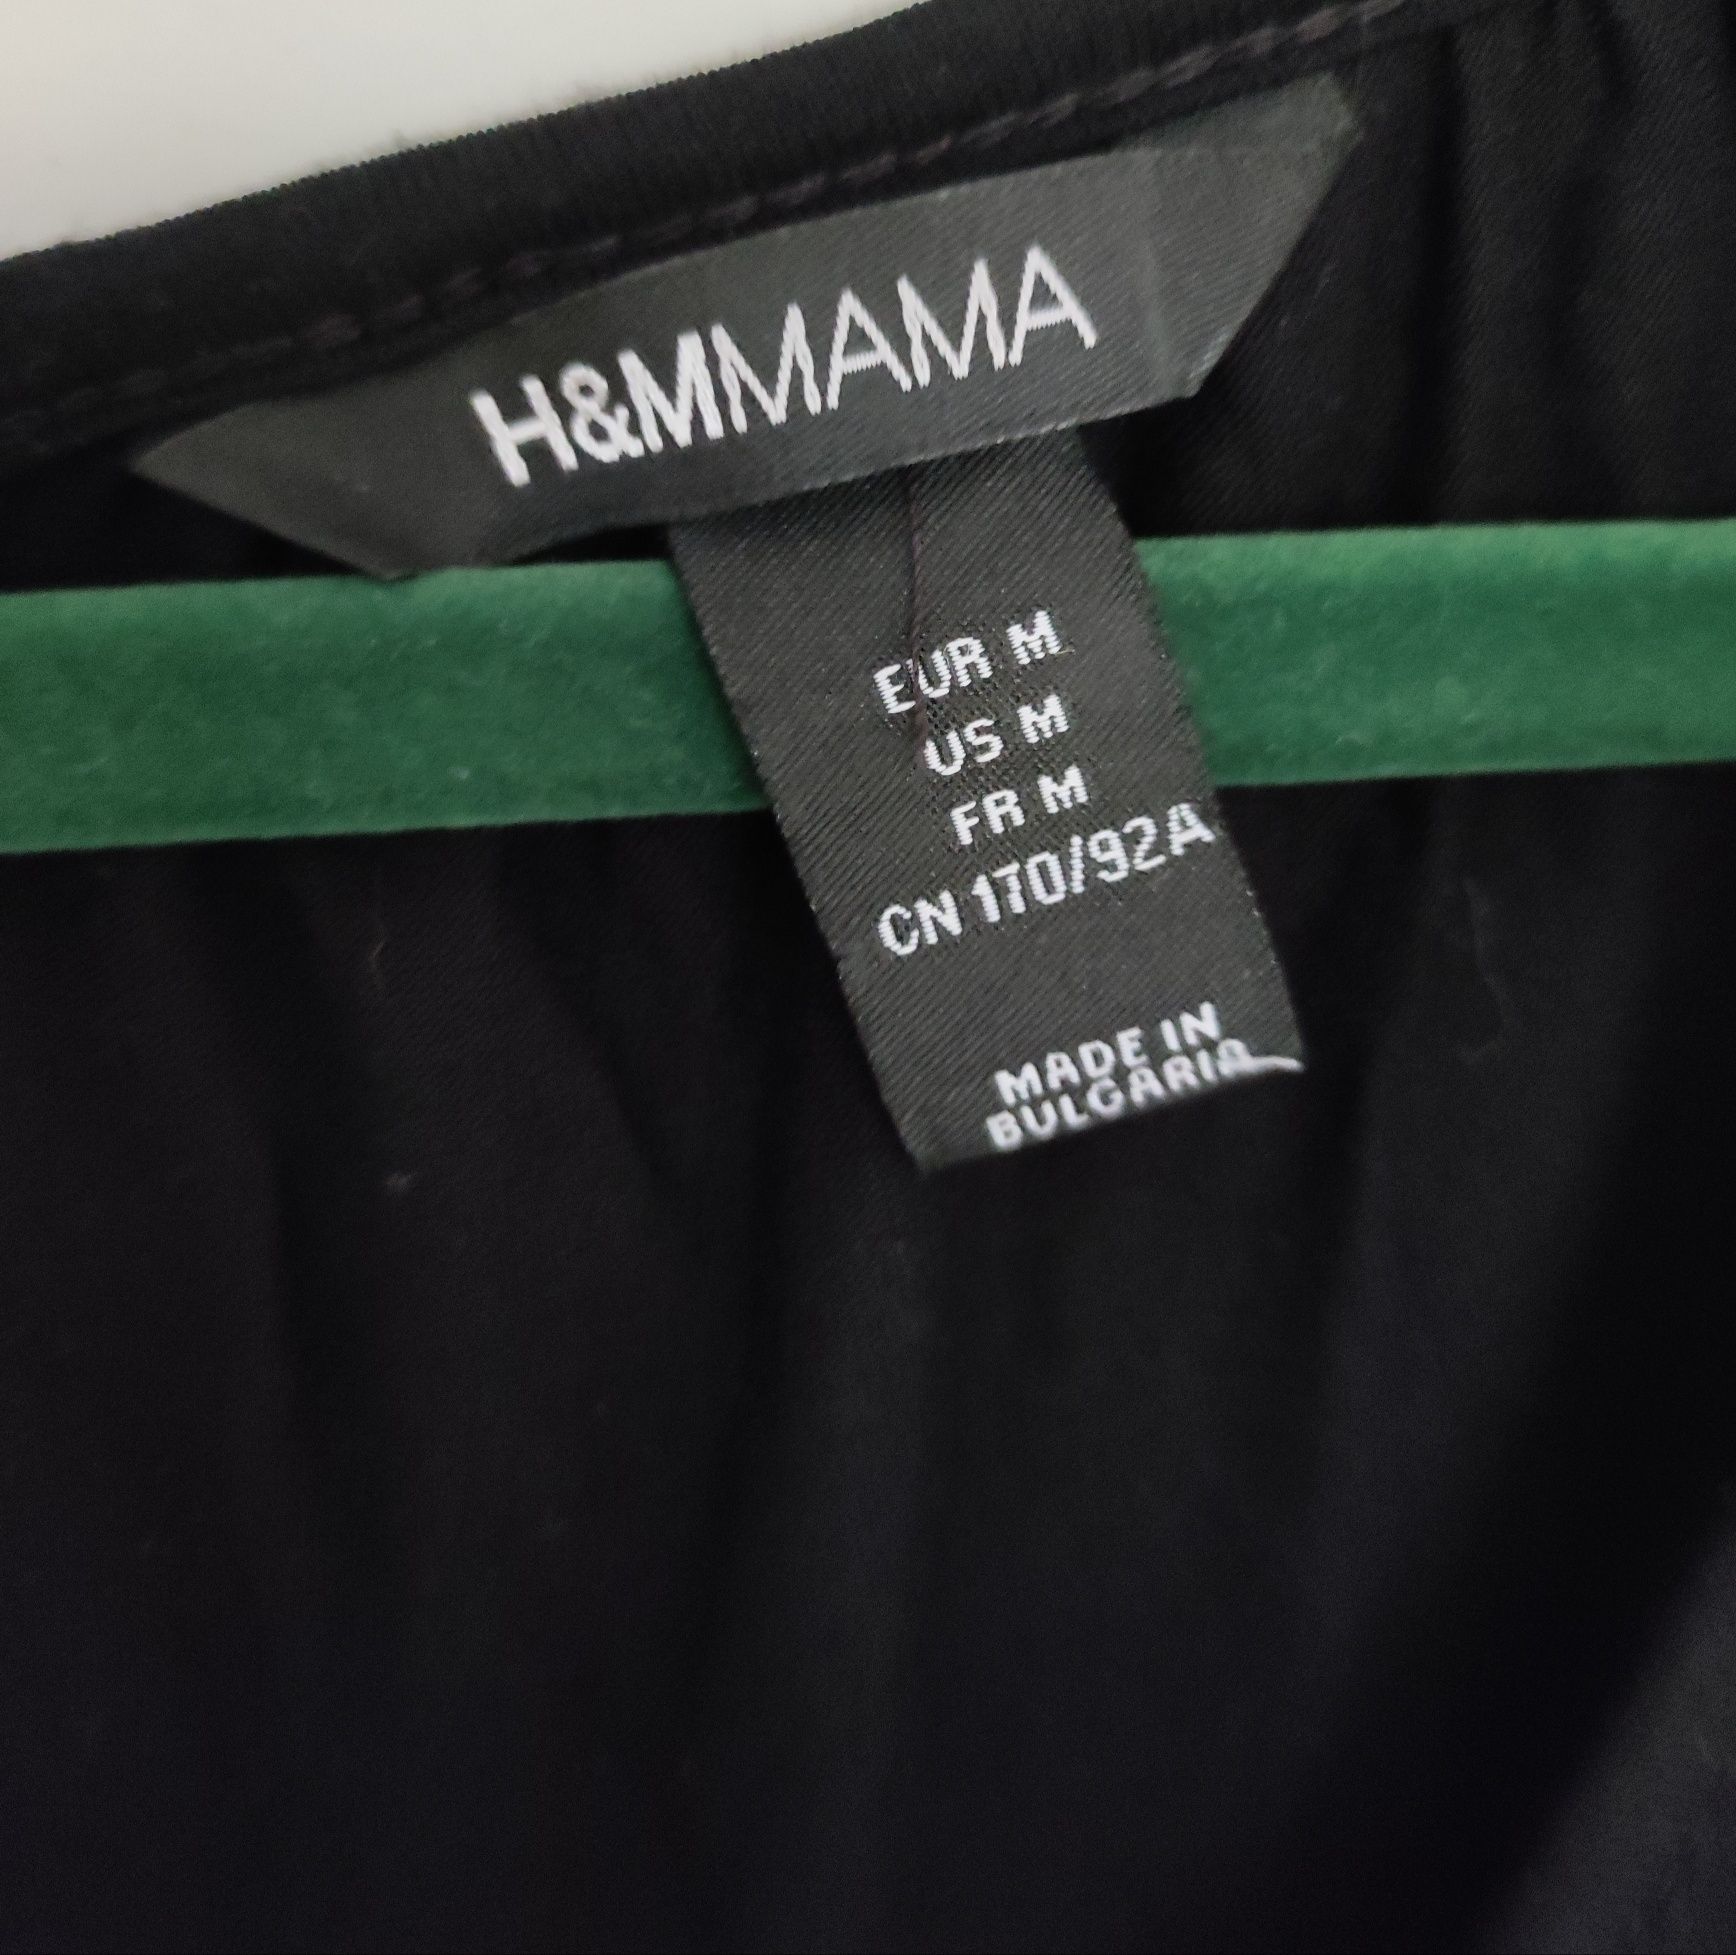 H&MMAMA
EUR M
US M
FR M
CN 170/92A
MADE IN
BULGARIA